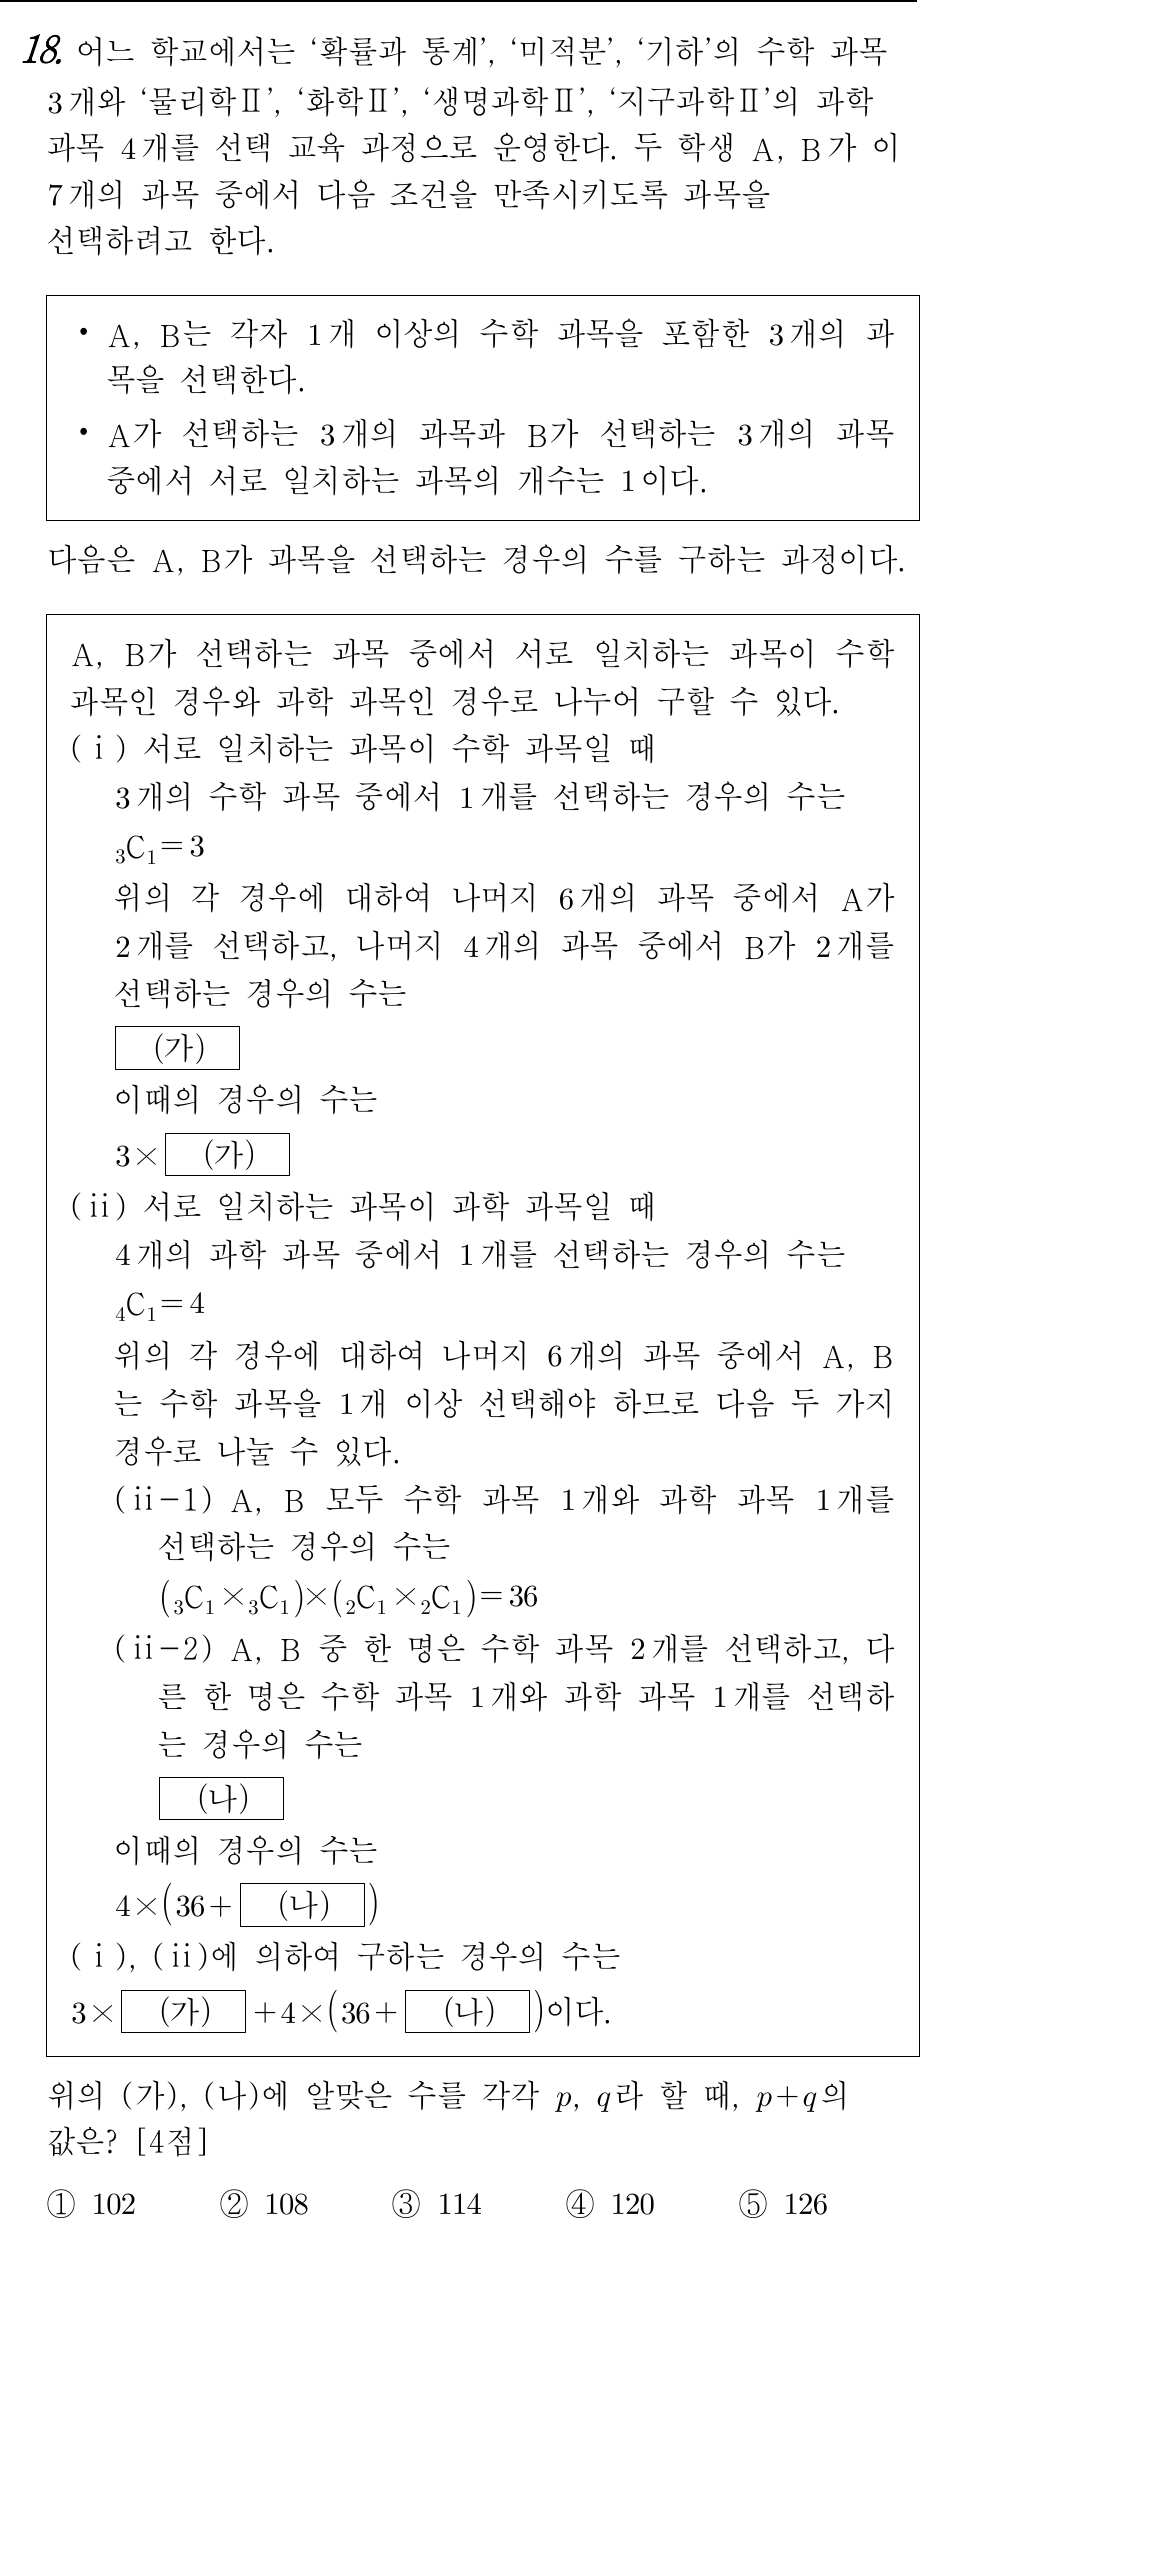 18. 어느 학교에서는 ‘확률과 통계’, ‘미적분’, ‘기하’의 수학 과목
3개와 ‘물리학Ⅱ’, ‘화학Ⅱ’, ‘생명과학Ⅱ’, ‘지구과학Ⅱ’의 과학
과목 4개를 선택 교육 과정으로 운영한다. 두 학생 A, B가 이
7개의 과목 중에서 다음 조건을 만족시키도록 과목을
선택하려고 한다.
• A, B는 각자 1개 이상의 수학 과목을 포함한 3개의 과
목을 선택한다.
• A가 선택하는 3개의 과목과 B가 선택하는 3개의 과목
중에서 서로 일치하는 과목의 개수는 1이다.
다음은 A, B가 과목을 선택하는 경우의 수를 구하는 과정이다.
A, B가 선택하는 과목 중에서 서로 일치하는 과목이 수학
과목인 경우와 과학 과목인 경우로 나누어 구할 수 있다.
(ⅰ) 서로 일치하는 과목이 수학 과목일 때
3개의 수학 과목 중에서 1개를 선택하는 경우의 수는
₃C₁=3
위의 각 경우에 대하여 나머지 6개의 과목 중에서 A가
2개를 선택하고, 나머지 4개의 과목 중에서 B가 2개를
선택하는 경우의 수는
(가)
이때의 경우의 수는
3×(가)
(ⅱ) 서로 일치하는 과목이 과학 과목일 때
4개의 과학 과목 중에서 1개를 선택하는 경우의 수는
₄C₁=4
위의 각 경우에 대하여 나머지 6개의 과목 중에서 A, B
는 수학 과목을 1개 이상 선택해야 하므로 다음 두 가지
경우로 나눌 수 있다.
(ⅱ-1) A, B 모두 수학 과목 1개와 과학 과목 1개를
선택하는 경우의 수는
(₃C₁×₃C₁)×(₂C₁×₂C₁)=36
(ⅱ-2) A, B 중 한 명은 수학 과목 2개를 선택하고, 다
른 한 명은 수학 과목 1개와 과학 과목 1개를 선택하
는 경우의 수는
(나)
이때의 경우의 수는
4×(36+(나))
(ⅰ), (ⅱ)에 의하여 구하는 경우의 수는
3×(가)+4×(36+(나))이다.
위의 (가), (나)에 알맞은 수를 각각 p, q라 할 때, p+q의
값은? [4점]
① 102 ② 108 ③ 114 ④ 120 ⑤ 126